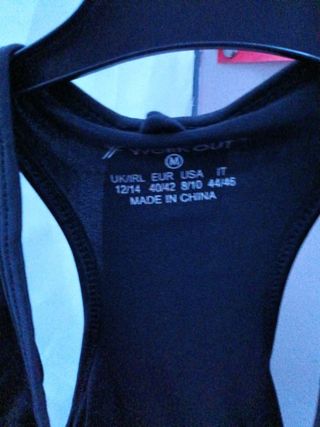 WORK OUT
M
UK/IRL EUR USA IT
12/14 40/42 8/10 44/46
MADE IN CHINA